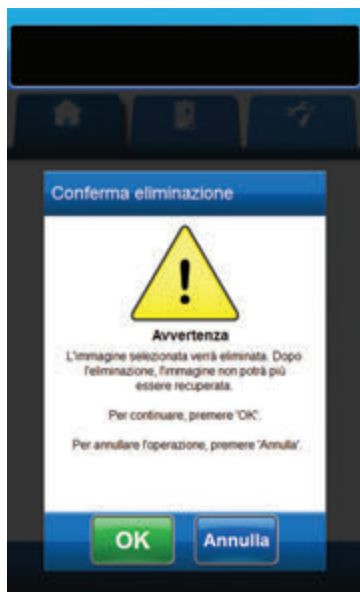 Conferma eliminazione
Avvertenza
L'immagine selezionata verrà eliminata. Dopo
l'eliminazione, l'immagine non potrà più
essere recuperata.
Per continuare, premere 'OK'.
Per annullare l'operazione, premere 'Annulla'.
OK Annulla